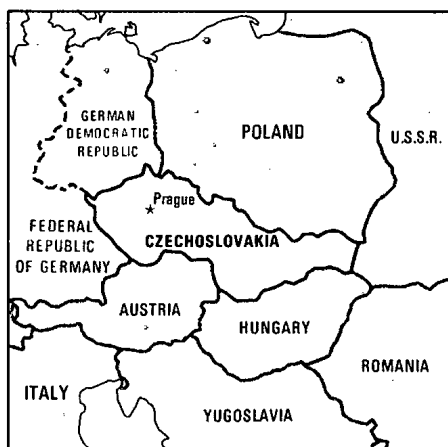 GERMAN
DEMOCRATIC
REPUBLIC
POLAND
U.S.S.R.
Prague
FEDERAL
REPUBLIC
OF GERMANY
CZECHOSLOVAKIA
AUSTRIA
HUNGARY
ROMANIA
ITALY
YUGOSLAVIA